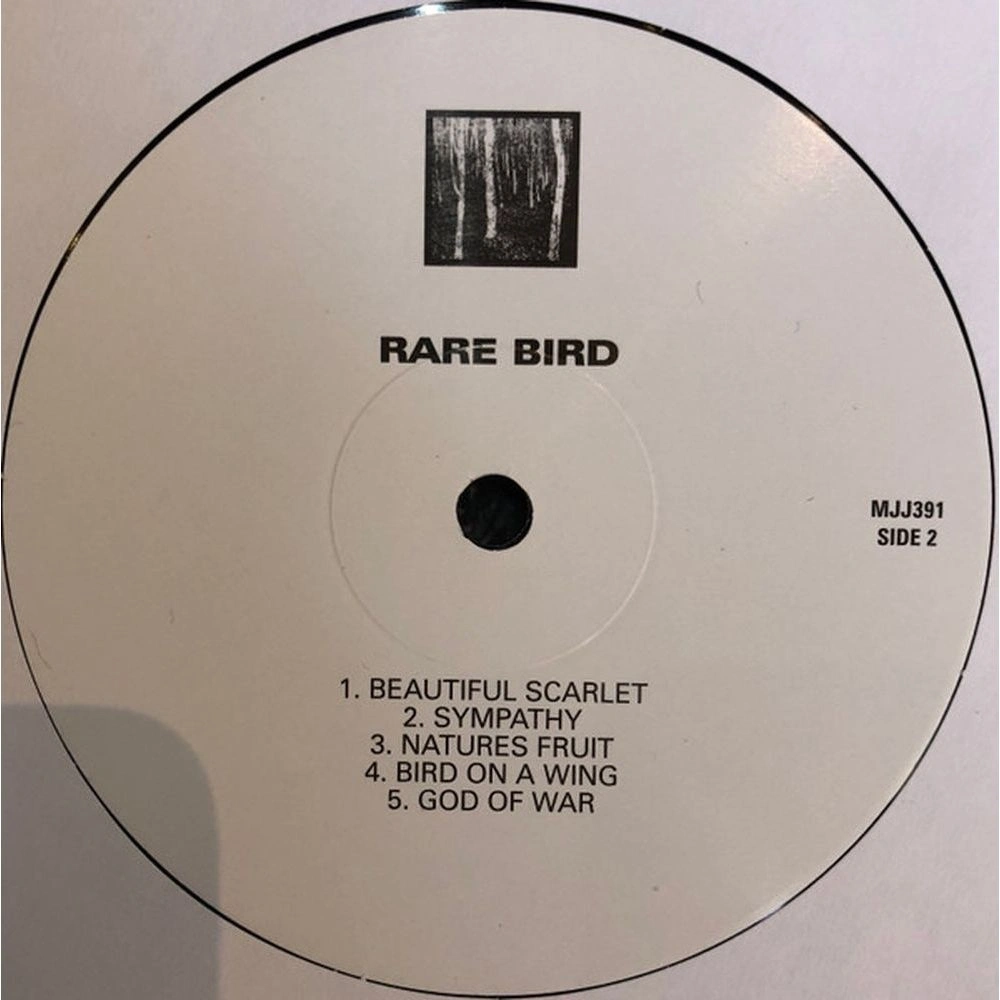 RARE BIRD
MJJ391
SIDE 2
1. BEAUTIFUL SCARLET
2. SYMPATHY
3. NATURES FRUIT
4. BIRD ON A WING
5. GOD OF WAR